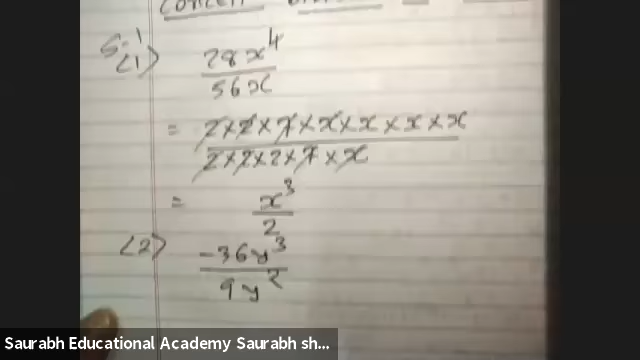 S.1
(1) 28x⁴/56x
= 2×2×7×x×x×x×x/2×2×2×7×x
= x³/2
(2) -36y³/9y²
Saurabh Educational Academy Saurabh sh...